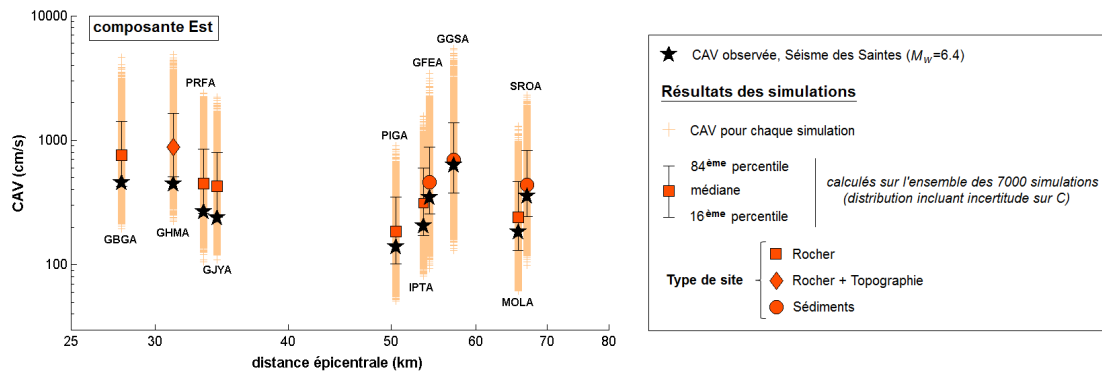 composante Est
CAV (cm/s)
10000
1000
100
GBGA
GHMA
PRFA
GJYA
PIGA
IPTA
GFEA
GGSA
MOLA
SROA
25
30
40
50
60
70
80
distance épicentrale (km)
CAV observée, Séisme des Saintes (Mw=6.4)
Résultats des simulations
CAV pour chaque simulation
84ème percentile
médiane
16ème percentile
calculés sur l'ensemble des 7000 simulations
(distribution incluant incertitude sur C)
Type de site
Rocher
Rocher + Topographie
Sédiments